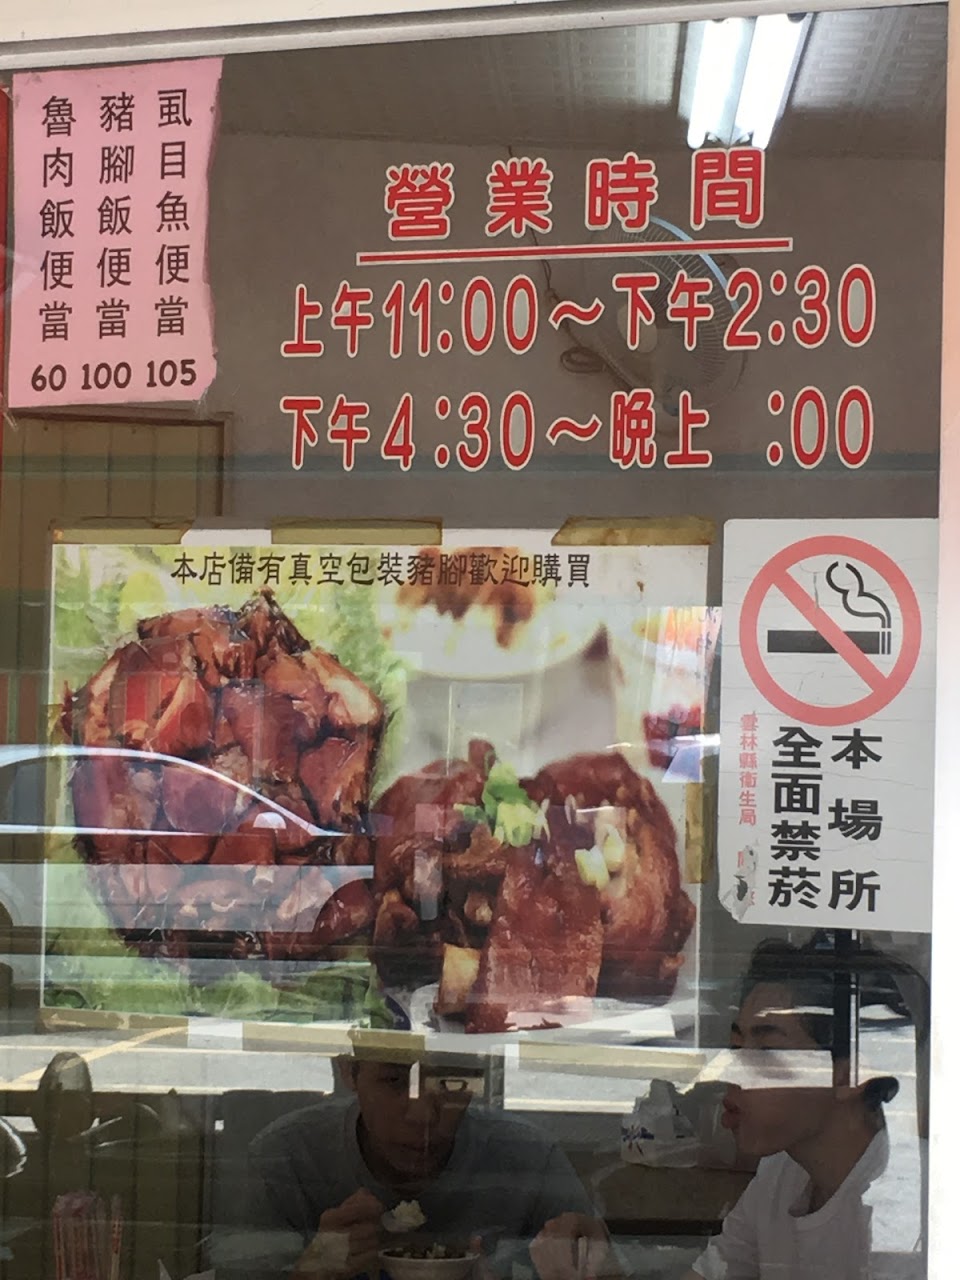 虱目魚便當 105
豬腳飯便當 100
魯肉飯便當 60
營業時間
上午11:00～下午2:30
下午4:30～晚上 :00
本店備有真空包裝豬腳歡迎購買
本場所
全面禁菸
雲林縣衛生局